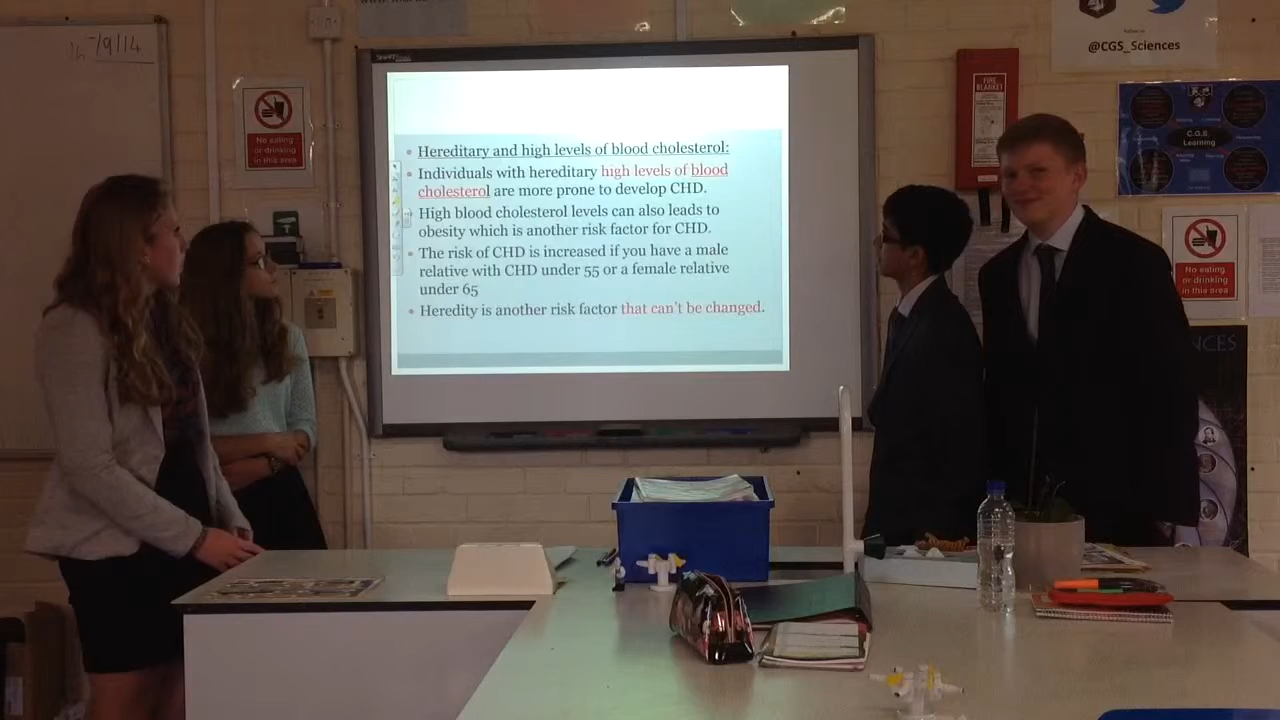 @CGS_Sciences
-/9/14
SMART
FIRE
BLANKET
No eating
or drinking
in this area
C.G.S
Learning
Hereditary and high levels of blood cholesterol:
Individuals with hereditary high levels of blood
cholesterol are more prone to develop CHD.
High blood cholesterol levels can also leads to
obesity which is another risk factor for CHD.
The risk of CHD is increased if you have a male
relative with CHD under 55 or a female relative
under 65
Heredity is another risk factor that can't be changed.
No eating
or drinking
in this area